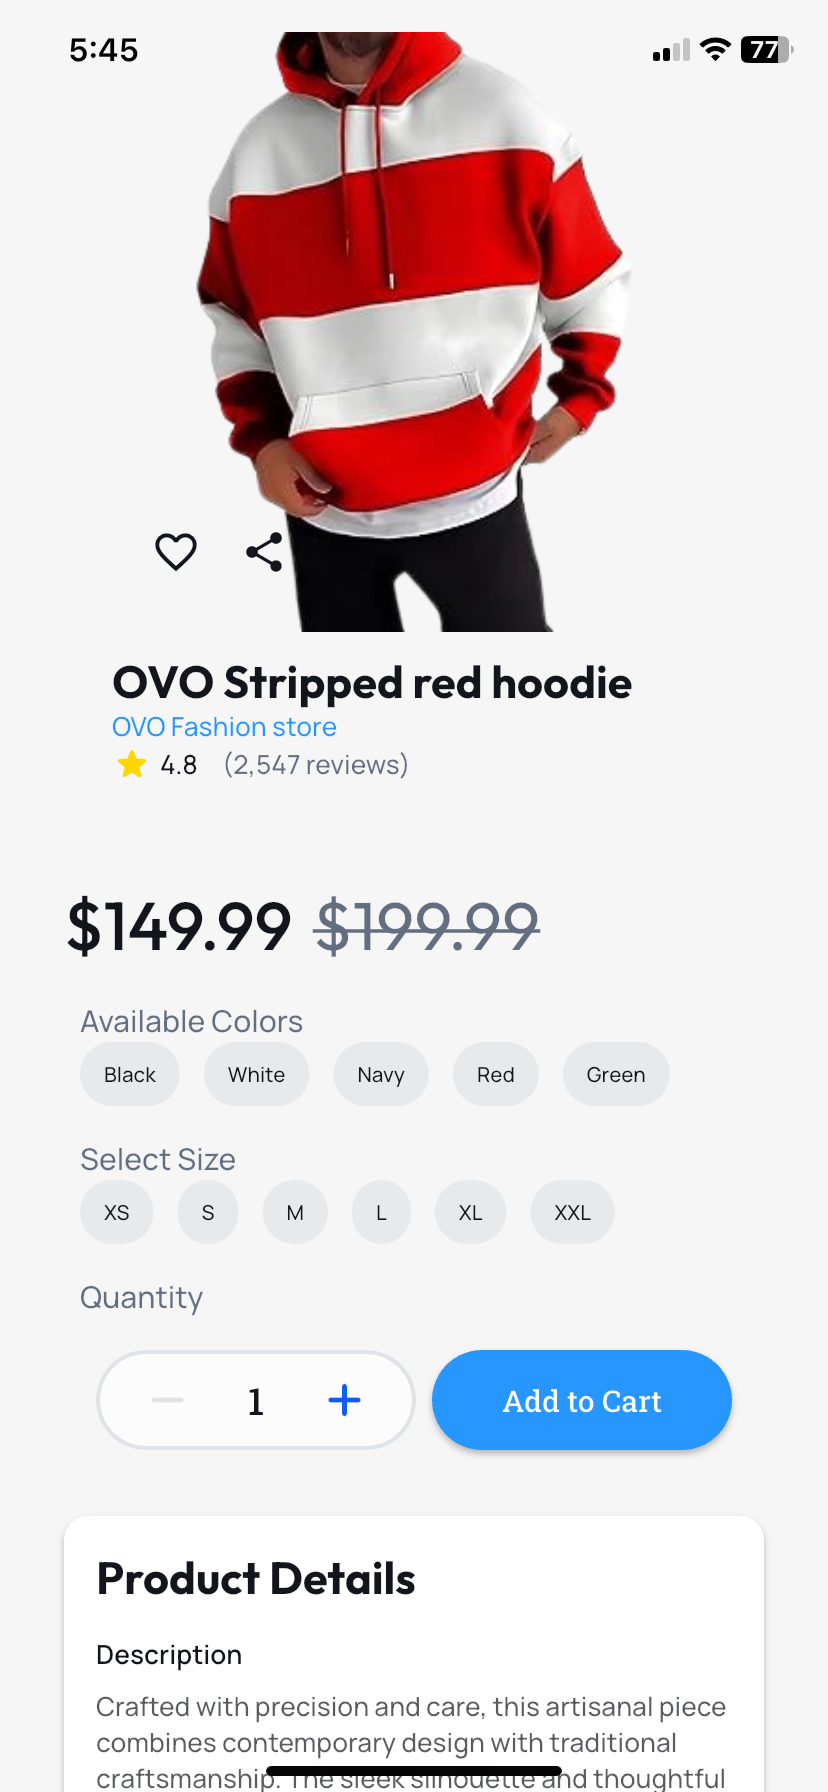 5:45
77
OVO Stripped red hoodie
OVO Fashion store
4.8 (2,547 reviews)
$149.99 $199.99
Available Colors
Black White Navy Red Green
Select Size
XS S M L XL XXL
Quantity
1 Add to Cart
Product Details
Description
Crafted with precision and care, this artisanal piece
combines contemporary design with traditional
craftsmanship. The sleek silhouette and thoughtful